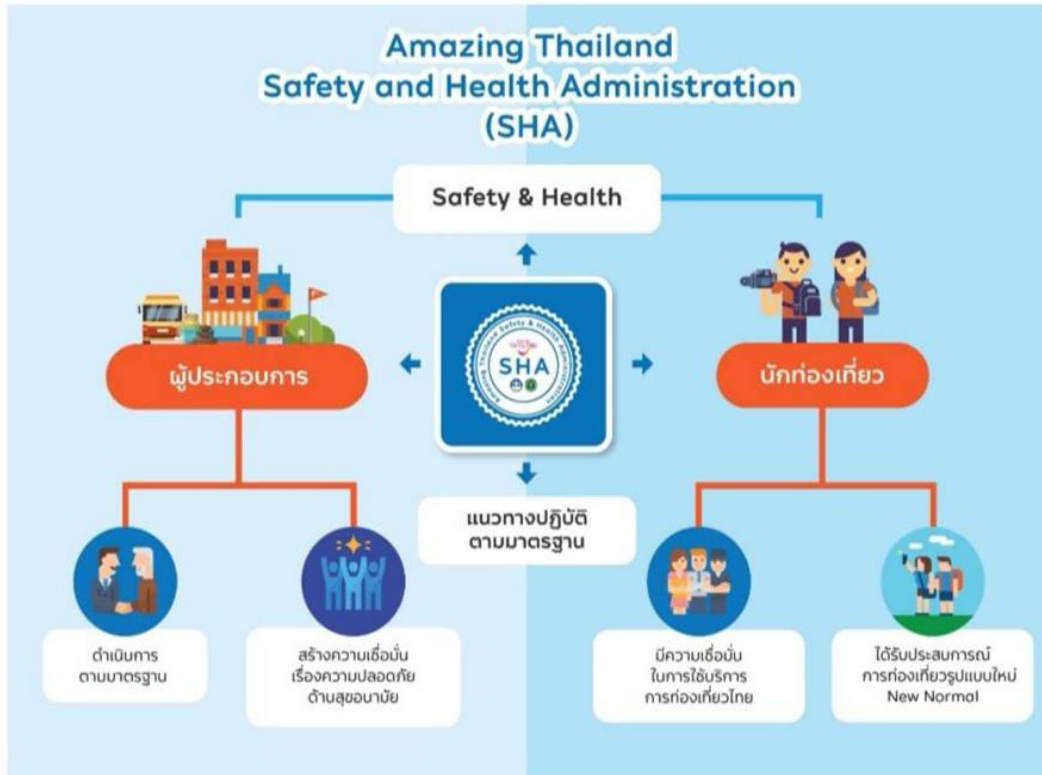 Amazing Thailand
Safety and Health Administration
(SHA)
Safety & Health
ผู้ประกอบการ
Amazing Thailand Safety & Health Administration
SHA
นักท่องเที่ยว
แนวทางปฏิบัติ
ตามมาตรฐาน
ดำเนินการ
ตามมาตรฐาน
สร้างความเชื่อมั่น
เรื่องความปลอดภัย
ด้านสุขอนามัย
มีความเชื่อมั่น
ในการใช้บริการ
การท่องเที่ยวไทย
ได้รับประสบการณ์
การท่องเที่ยวรูปแบบใหม่
New Normal